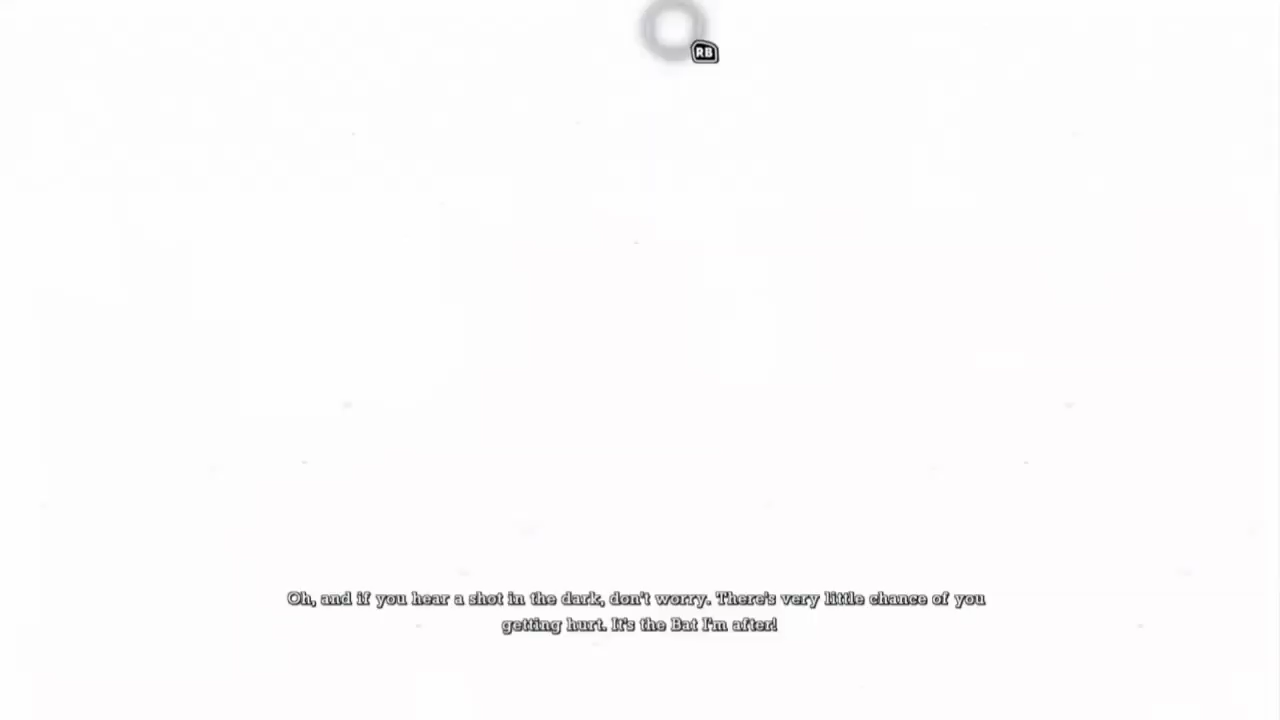 RB
Oh, and if you hear a shot in the dark, don't worry. There's very little chance of you
getting hurt. It's the Bat I'm after!